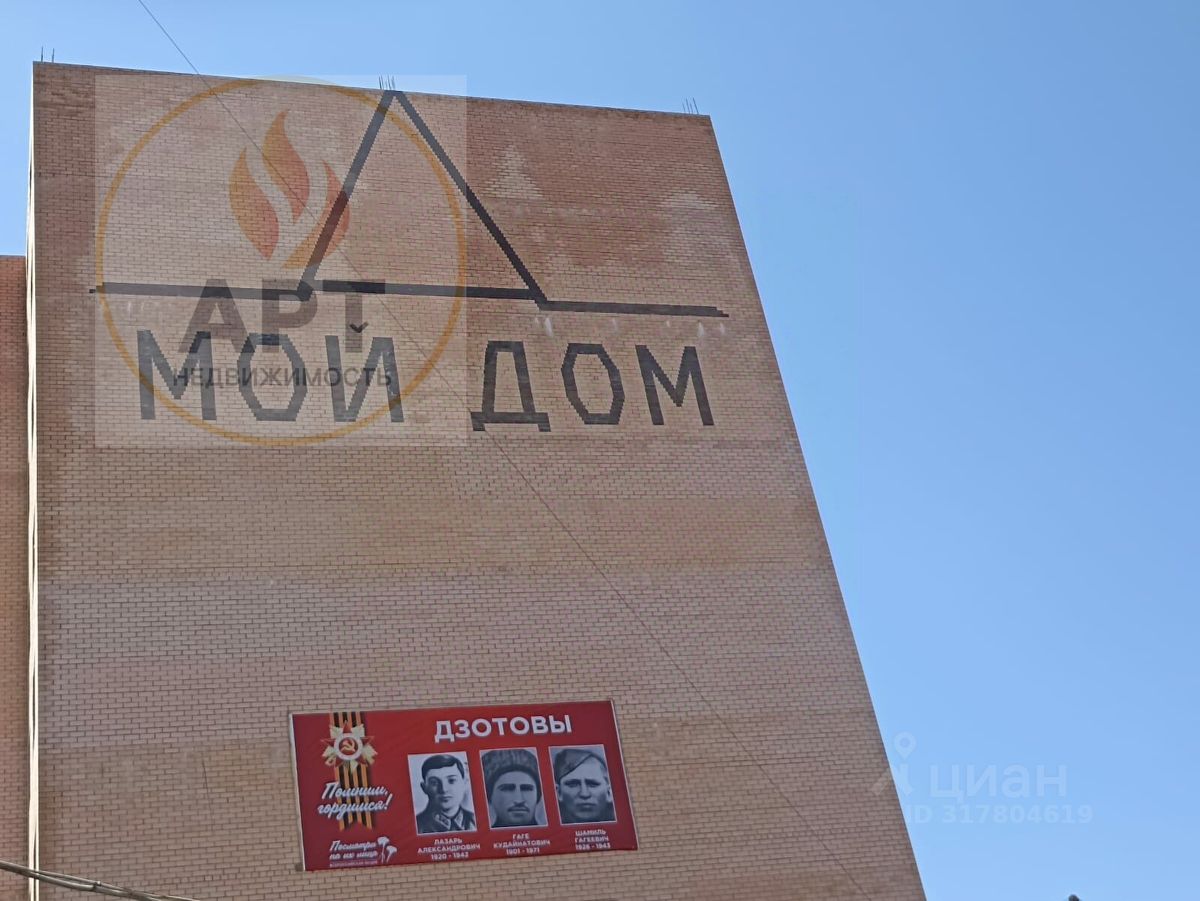 АРТ
НЕДВИЖИМОСТЬ
МОЙ ДОМ
ДЗОТОВЫ
Помним,
гордимся!
Посмотри
на их лица
ЛАЗАРЬ
АЛЕКСАНДРОВИЧ
1920 - 1942
ГАГЕ
КУДАЙНАТОВИЧ
1901 - 1971
ШАМИЛЬ
ГАГЕЕВИЧ
1926 - 1943
циан
ID 317804619